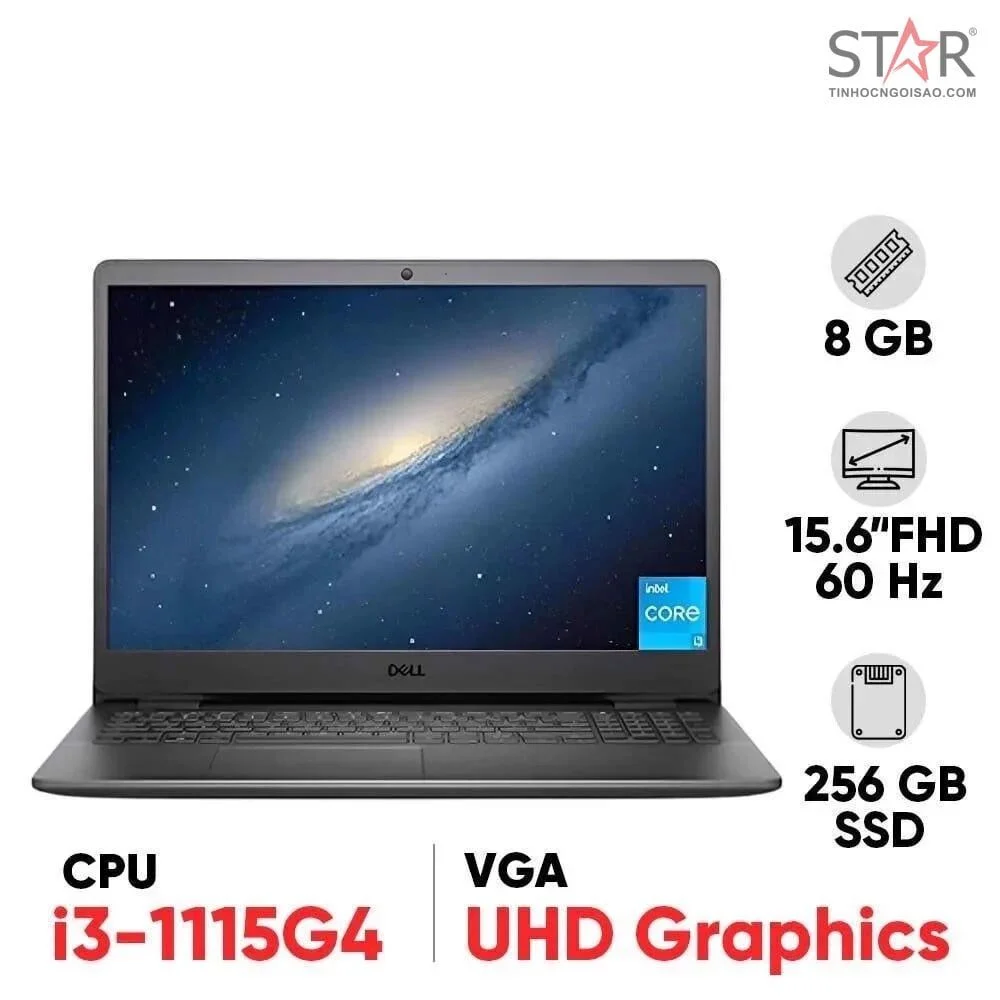 STAR®
TINHOCNGOISAO.COM
8 GB
15.6"FHD
60 Hz
intel
CORE
i3
DELL
256 GB
SSD
CPU
i3-1115G4
VGA
UHD Graphics